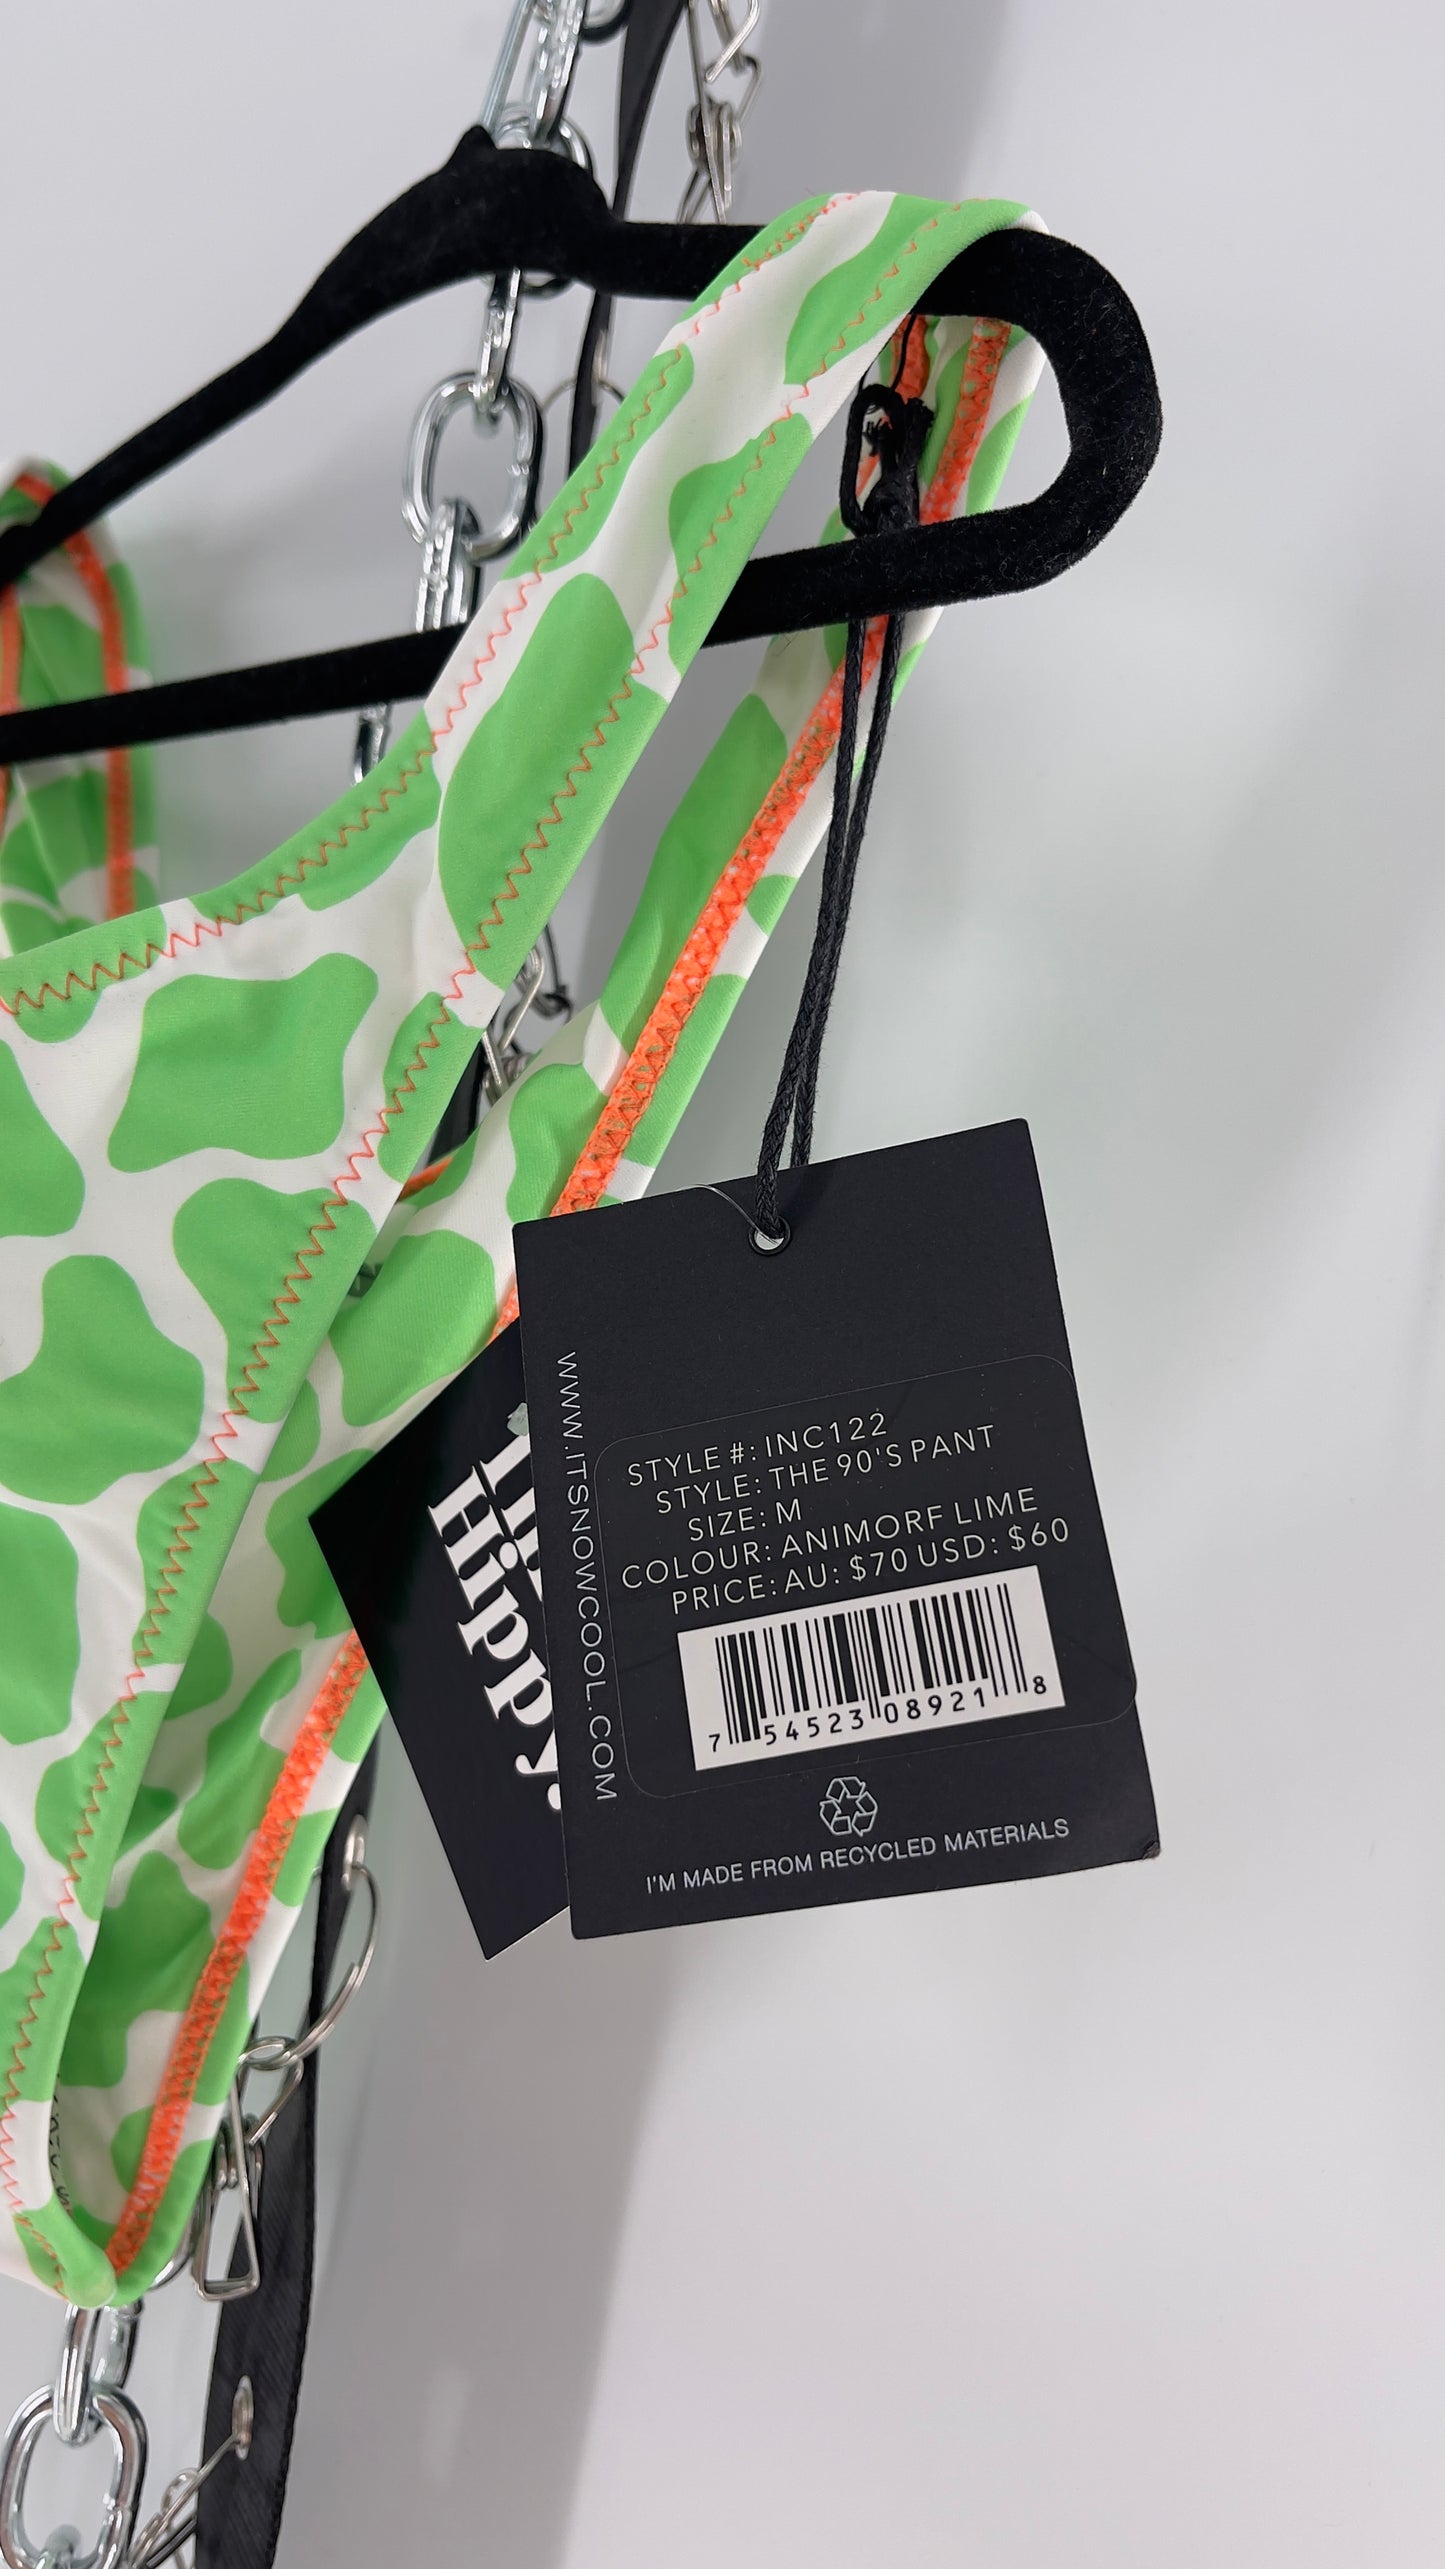 WWW.ITSNOWCOOL.COM
STYLE #: INC122
STYLE: THE 90'S PANT
SIZE: M
COLOUR: ANIMORF LIME
PRICE: AU: $70 USD: $60
7 54523 08921 8
I'M MADE FROM RECYCLED MATERIALS
Hippy.